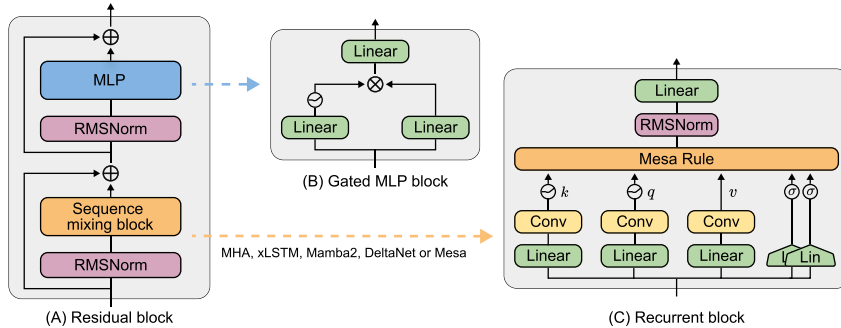 MLP
RMSNorm
Sequence
mixing block
RMSNorm
(A) Residual block
Linear
Linear
Linear
(B) Gated MLP block
MHA, xLSTM, Mamba2, DeltaNet or Mesa
Linear
RMSNorm
Mesa Rule
k
q
v
σ
σ
Conv
Conv
Conv
Linear
Linear
Linear
Lin
(C) Recurrent block